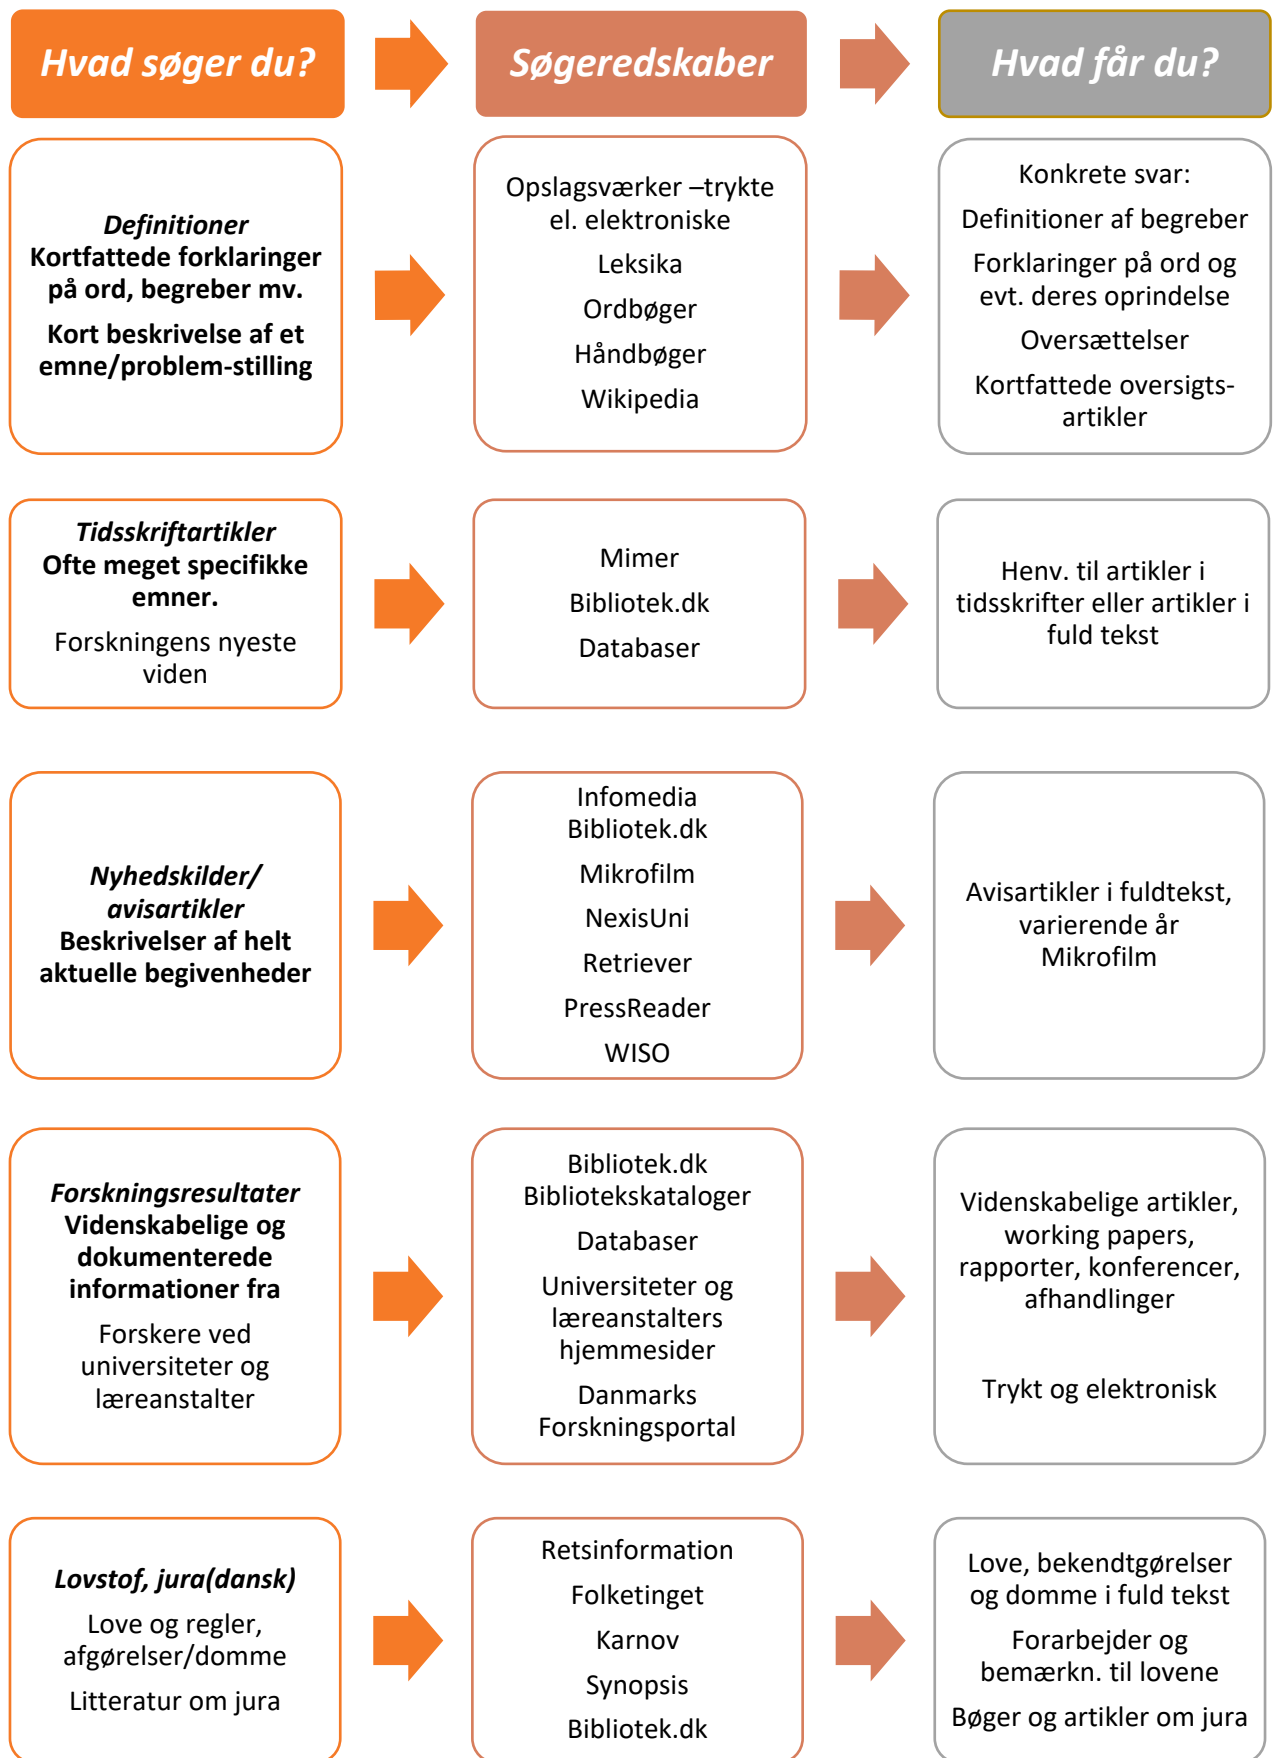 Hvad søger du?
Søgeredskaber
Hvad får du?
Definitioner
Kortfattede forklaringer
på ord, begreber mv.
Kort beskrivelse af et
emne/problem-stilling
Opslagsværker –trykte
el. elektroniske
Leksika
Ordbøger
Håndbøger
Wikipedia
Konkrete svar:
Definitioner af begreber
Forklaringer på ord og
evt. deres oprindelse
Oversættelser
Kortfattede oversigts-
artikler
Tidsskriftartikler
Ofte meget specifikke
emner.
Forskningens nyeste
viden
Mimer
Bibliotek.dk
Databaser
Henv. til artikler i
tidsskrifter eller artikler i
fuld tekst
Nyhedskilder/
avisartikler
Beskrivelser af helt
aktuelle begivenheder
Infomedia
Bibliotek.dk
Mikrofilm
NexisUni
Retriever
PressReader
WISO
Avisartikler i fuldtekst,
varierende år
Mikrofilm
Forskningsresultater
Videnskabelige og
dokumenterede
informationer fra
Forskere ved
universiteter og
læreanstalter
Bibliotek.dk
Bibliotekskataloger
Databaser
Universiteter og
læreanstalters
hjemmesider
Danmarks
Forskningsportal
Videnskabelige artikler,
working papers,
rapporter, konferencer,
afhandlinger
Trykt og elektronisk
Lovstof, jura(dansk)
Love og regler,
afgørelser/domme
Litteratur om jura
Retsinformation
Folketinget
Karnov
Synopsis
Bibliotek.dk
Love, bekendtgørelser
og domme i fuld tekst
Forarbejder og
bemærkn. til lovene
Bøger og artikler om jura